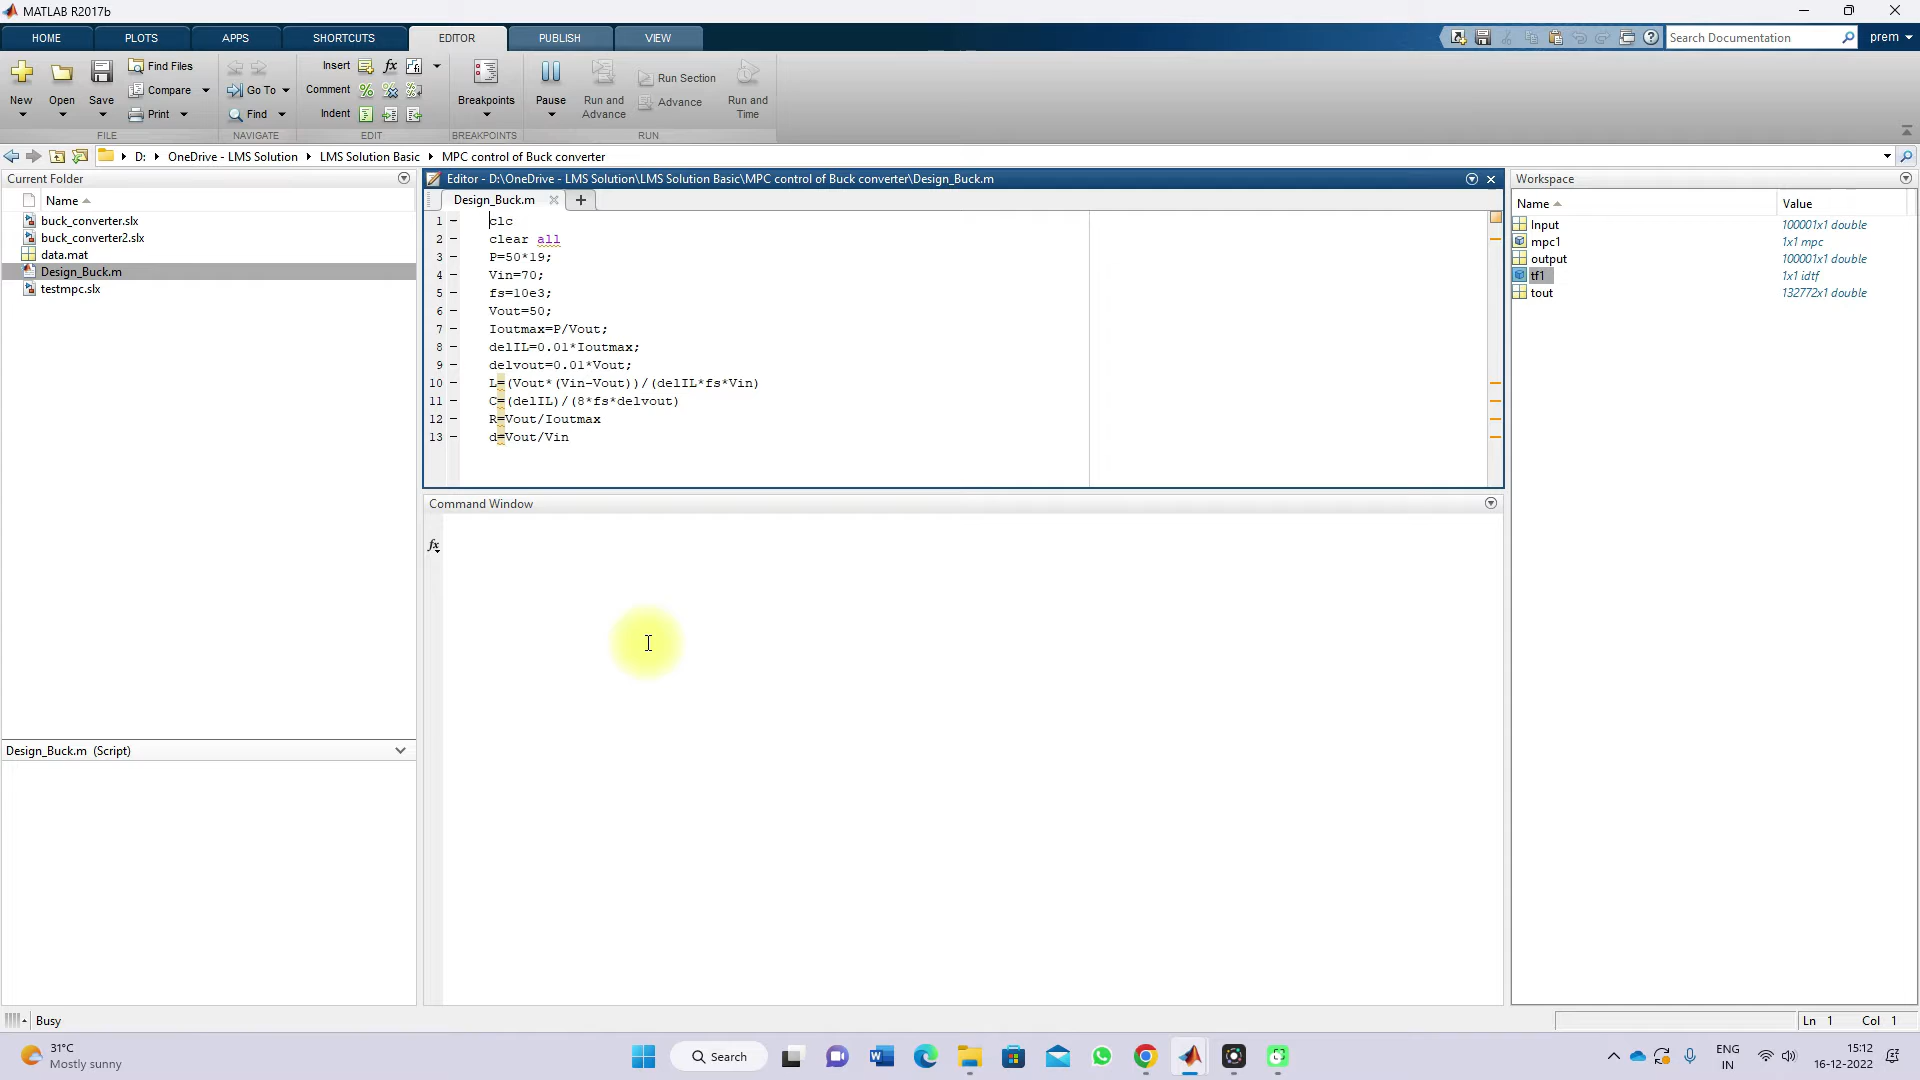 MATLAB R2017b
HOME
PLOTS
APPS
SHORTCUTS
EDITOR
PUBLISH
VIEW
Search Documentation
prem
New
Open
Save
Find Files
Compare
Print
FILE
Go To
Find
NAVIGATE
Insert
fx
Comment
%
Indent
EDIT
Breakpoints
BREAKPOINTS
Pause
Run and Advance
Run Section
Advance
Run and Time
RUN
D:
OneDrive - LMS Solution
LMS Solution Basic
MPC control of Buck converter
Current Folder
Name
buck_converter.slx
buck_converter2.slx
data.mat
Design_Buck.m
testmpc.slx
Design_Buck.m (Script)
Editor - D:\OneDrive - LMS Solution\LMS Solution Basic\MPC control of Buck converter\Design_Buck.m
Design_Buck.m
1 clc
2 clear all
3 P=50*19;
4 Vin=70;
5 fs=10e3;
6 Vout=50;
7 Ioutmax=P/Vout;
8 delIL=0.01*Ioutmax;
9 delvout=0.01*Vout;
10 L=(Vout*(Vin-Vout))/(delIL*fs*Vin)
11 C=(delIL)/(8*fs*delvout)
12 R=Vout/Ioutmax
13 d=Vout/Vin
Command Window
fx
Workspace
Name Value
Input 100001x1 double
mpc1 1x1 mpc
output 100001x1 double
tf1 1x1 idtf
tout 132772x1 double
Busy
Ln 1 Col 1
31°C
Mostly sunny
Search
ENG
IN
15:12
16-12-2022